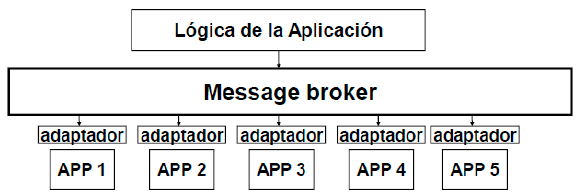 Lógica de la Aplicación
Message broker
adaptador adaptador adaptador adaptador adaptador
APP 1 APP 2 APP 3 APP 4 APP 5